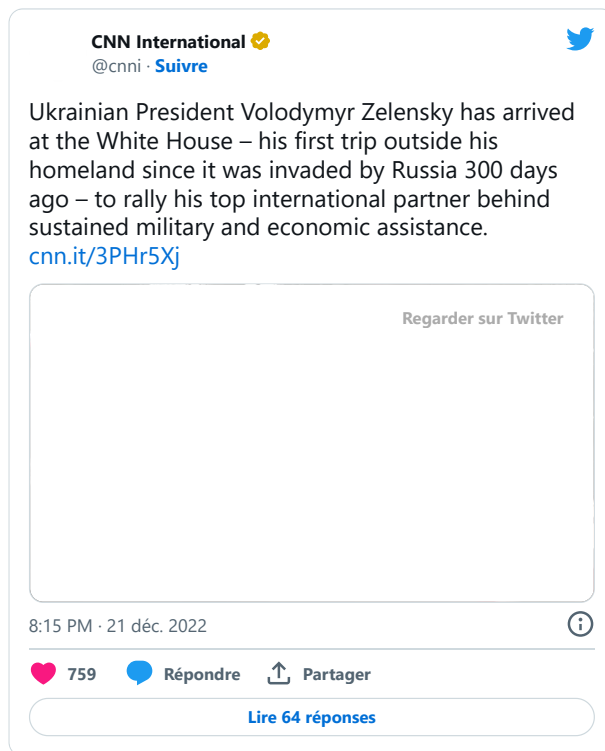 CNN International
@cnni · Suivre
Ukrainian President Volodymyr Zelensky has arrived
at the White House – his first trip outside his
homeland since it was invaded by Russia 300 days
ago – to rally his top international partner behind
sustained military and economic assistance.
cnn.it/3PHr5Xj
Regarder sur Twitter
8:15 PM · 21 déc. 2022
759 Répondre Partager
Lire 64 réponses